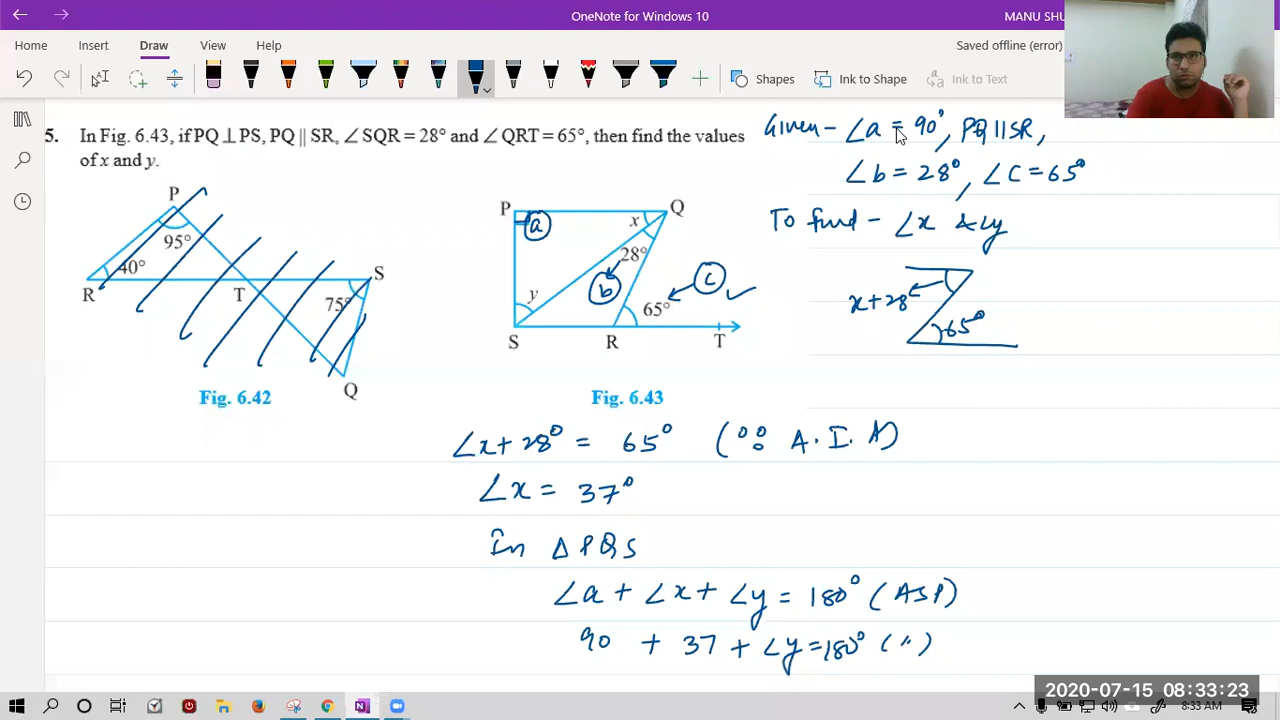 OneNote for Windows 10
MANU SHU
Home Insert Draw View Help
Saved offline (error)
Shapes
Ink to Shape
Ink to Text
5. In Fig. 6.43, if PQ ⊥ PS, PQ || SR, ∠ SQR = 28° and ∠ QRT = 65°, then find the values
of x and y.
Given - ∠a = 90°, PQ || SR,
∠b = 28°, ∠c = 65°
To find - ∠x & ∠y
P
95°
40°
R
T
S
75°
Q
Fig. 6.42
P
a
x
Q
28°
b
c
65°
y
S
R
T
Fig. 6.43
x+28
65°
∠x + 28° = 65° (∵ A.I.A)
∠x = 37°
In Δ PQS
∠a + ∠x + ∠y = 180° (ASP)
90 + 37 + ∠y = 180° (")
2020-07-15 08:33:23
8:33 AM